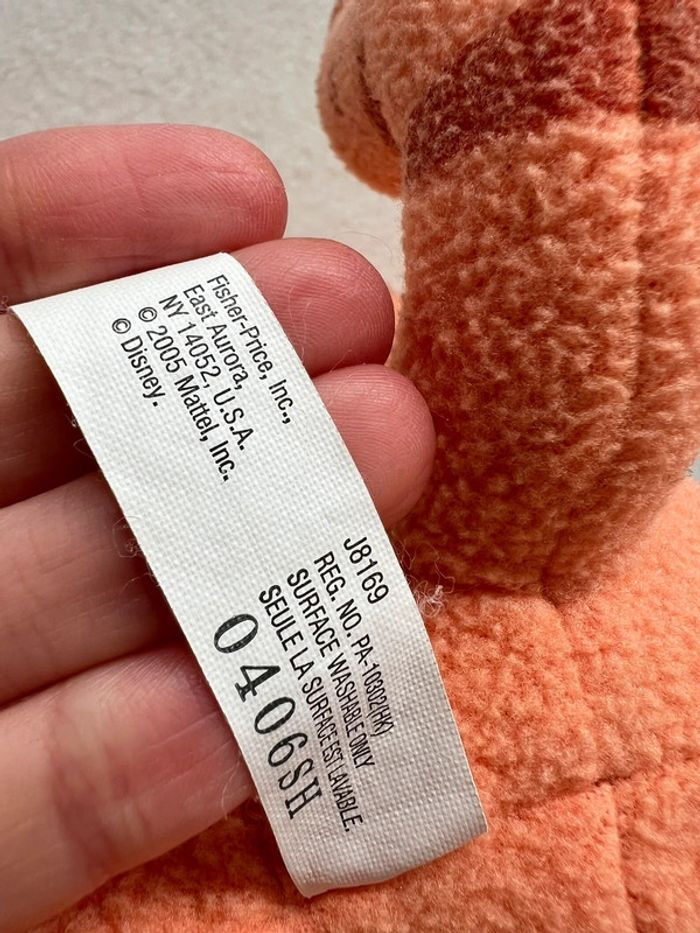 Fisher-Price, Inc.,
East Aurora,
NY 14052, U.S.A.
© 2005 Mattel, Inc.
© Disney.
J8169
REG. NO. PA-10302(HK)
SURFACE WASHABLE ONLY
SEULE LA SURFACE EST LAVABLE.
0406SH